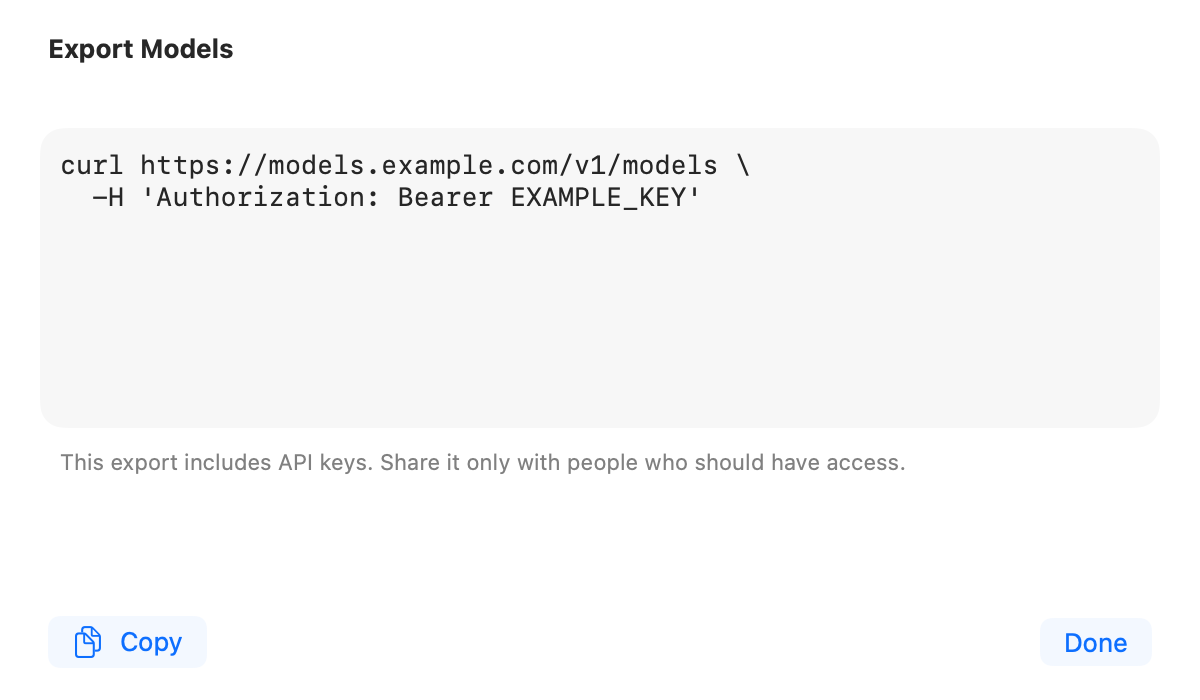 Export Models
curl https://models.example.com/v1/models \
  -H 'Authorization: Bearer EXAMPLE_KEY'
This export includes API keys. Share it only with people who should have access.
Copy
Done